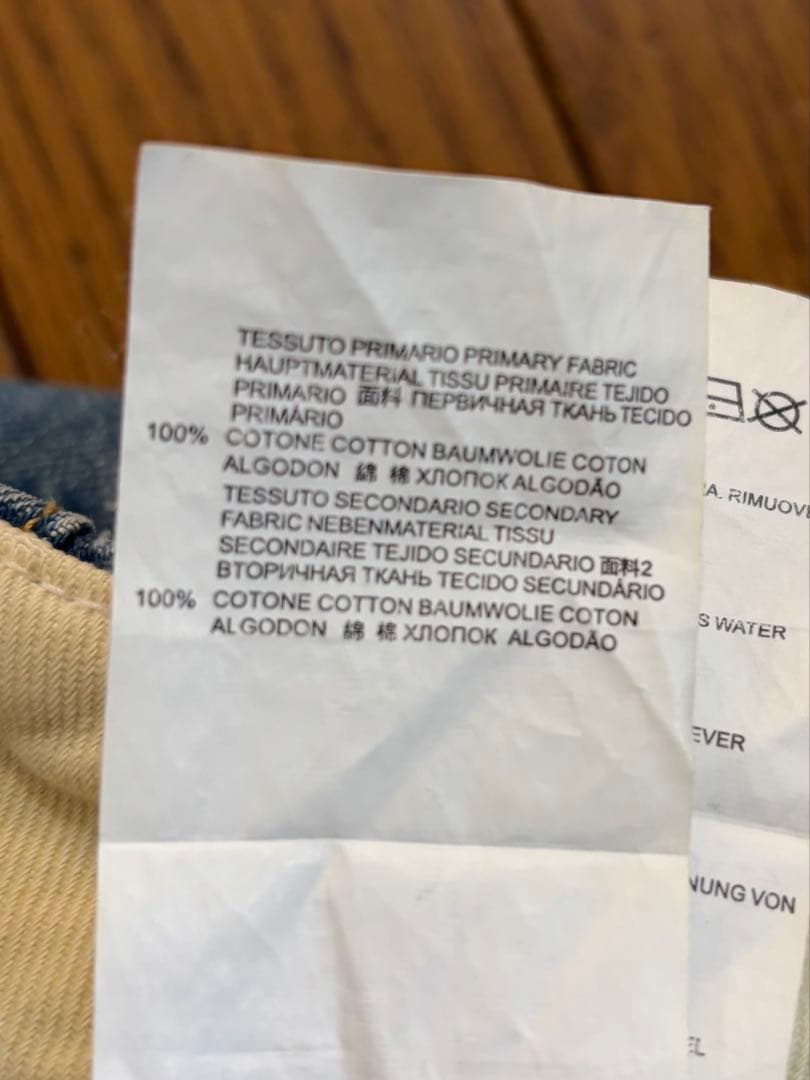 TESSUTO PRIMARIO PRIMARY FABRIC
HAUPTMATERIAL TISSU PRIMAIRE TEJIDO
PRIMARIO 面料 ПЕРВИЧНАЯ ТКАНЬ TECIDO
PRIMÁRIO
100% COTONE COTTON BAUMWOLIE COTON
ALGODON 綿 棉 ХЛОПОК ALGODÃO
TESSUTO SECONDARIO SECONDARY
FABRIC NEBENMATERIAL TISSU
SECONDAIRE TEJIDO SECUNDARIO 面料2
ВТОРИЧНАЯ ТКАНЬ TECIDO SECUNDÁRIO
100% COTONE COTTON BAUMWOLIE COTON
ALGODON 綿 棉 ХЛОПОК ALGODÃO
A. RIMUOVE
S WATER
EVER
NUNG VON
EL